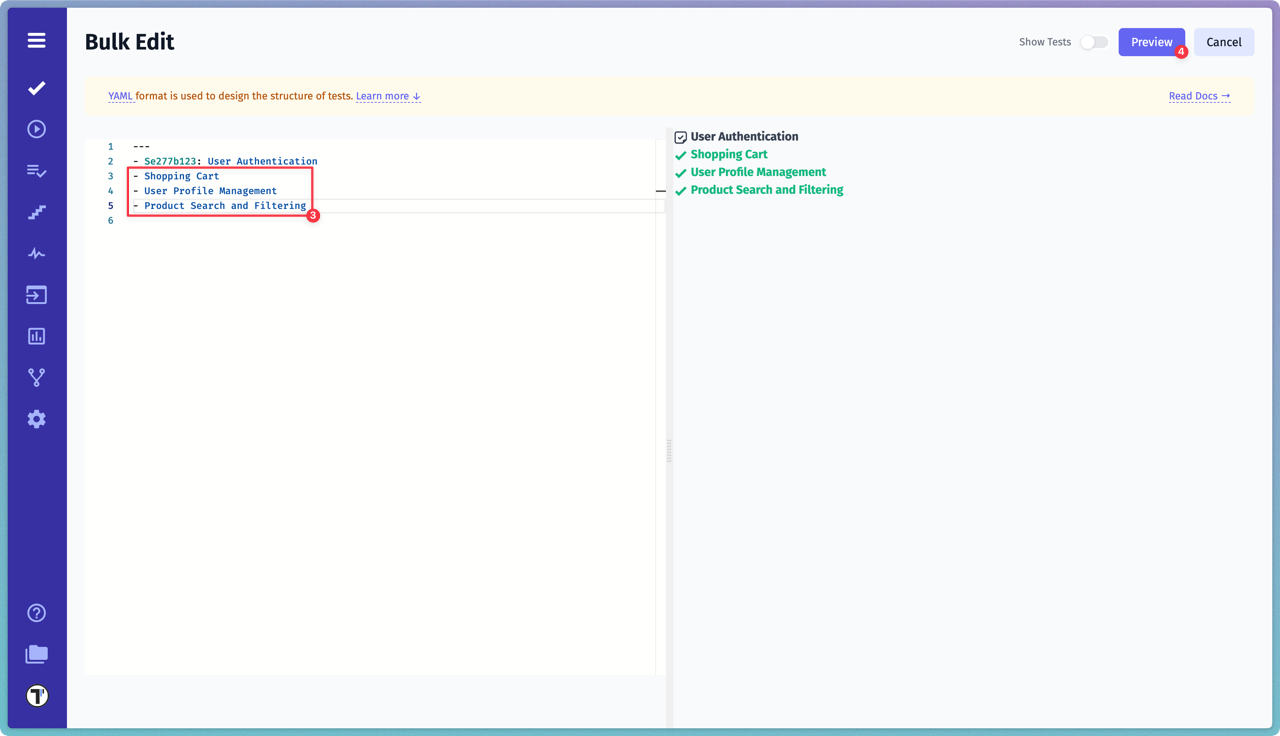 Bulk Edit
Show Tests
Preview
4
Cancel
YAML format is used to design the structure of tests. Learn more ↓
Read Docs →
1 ---
2 - Se277b123: User Authentication
3 - Shopping Cart
4 - User Profile Management
5 - Product Search and Filtering
3
6
User Authentication
Shopping Cart
User Profile Management
Product Search and Filtering
T